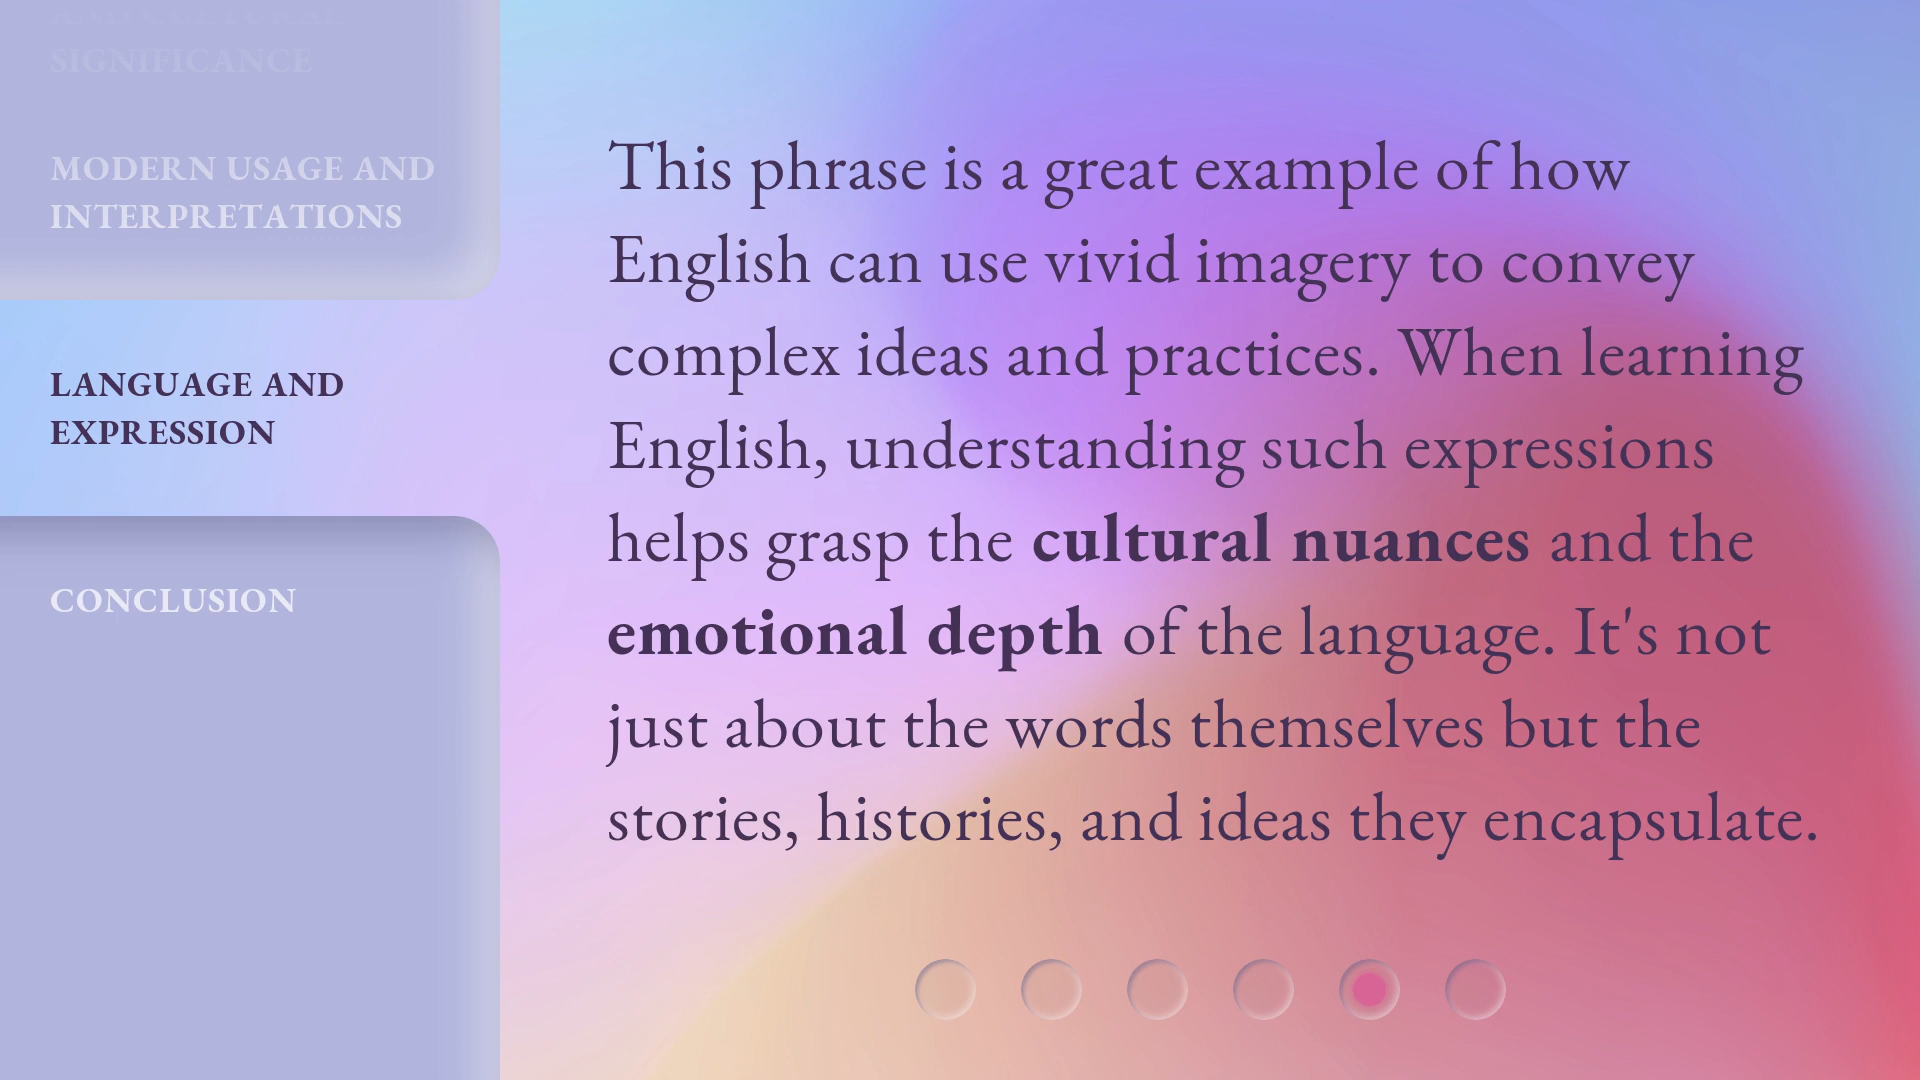 SIGNIFICANCE
MODERN USAGE AND
INTERPRETATIONS
LANGUAGE AND
EXPRESSION
CONCLUSION
This phrase is a great example of how
English can use vivid imagery to convey
complex ideas and practices. When learning
English, understanding such expressions
helps grasp the cultural nuances and the
emotional depth of the language. It's not
just about the words themselves but the
stories, histories, and ideas they encapsulate.